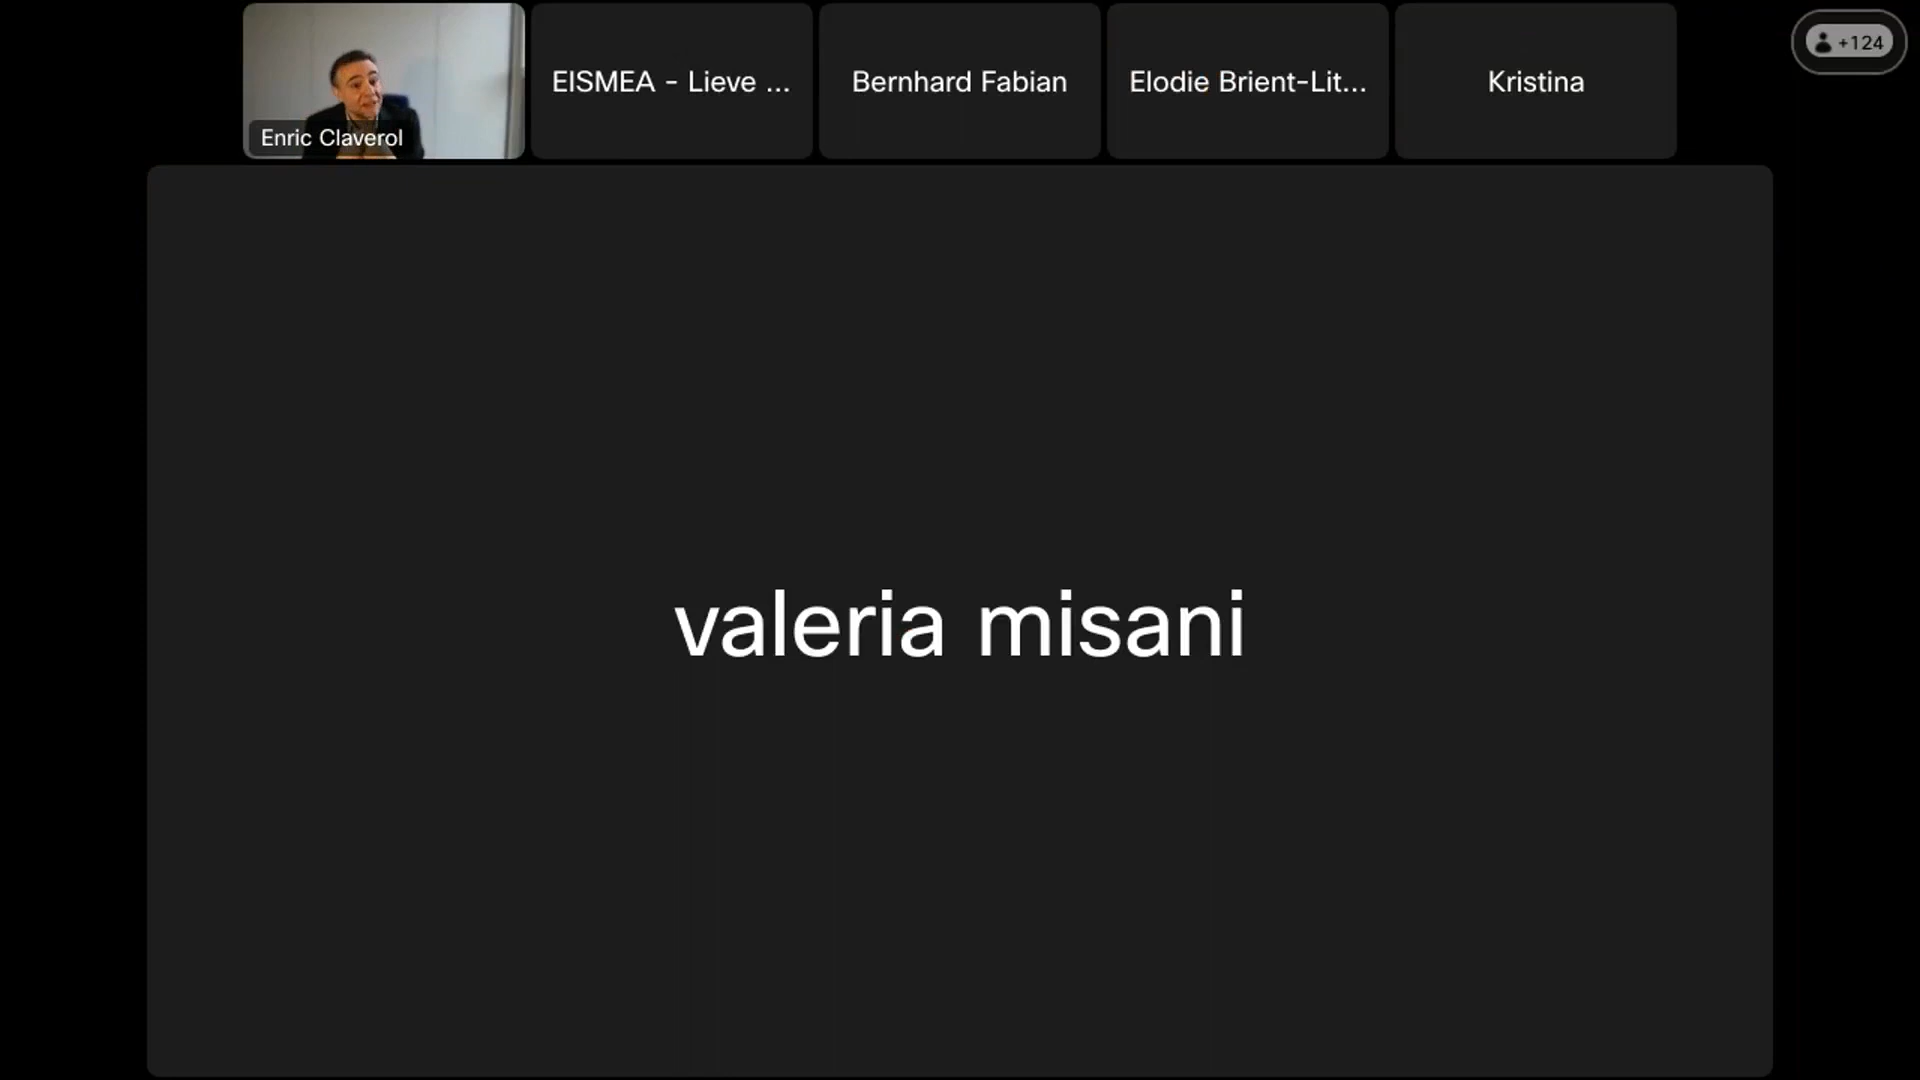 Enric Claverol
EISMEA - Lieve ...
Bernhard Fabian
Elodie Brient-Lit...
Kristina
+124
valeria misani